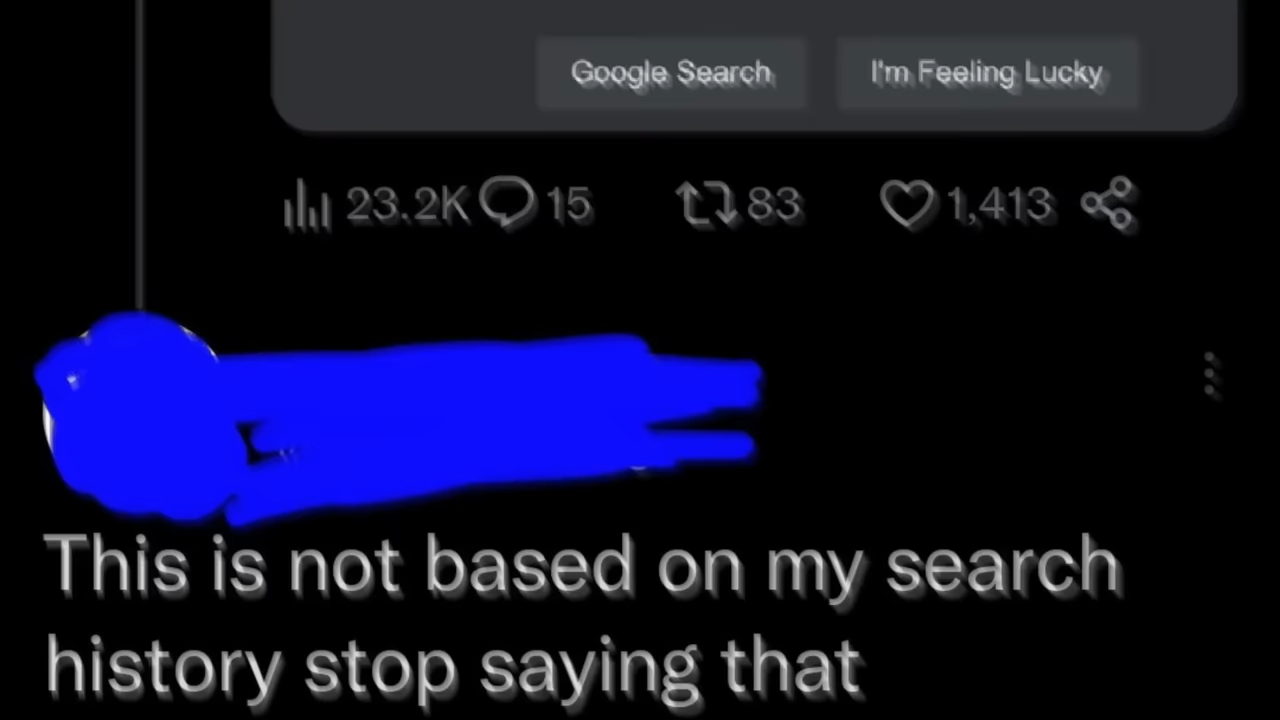 Google Search I'm Feeling Lucky
23.2K 15 83 1,413
This is not based on my search
history stop saying that